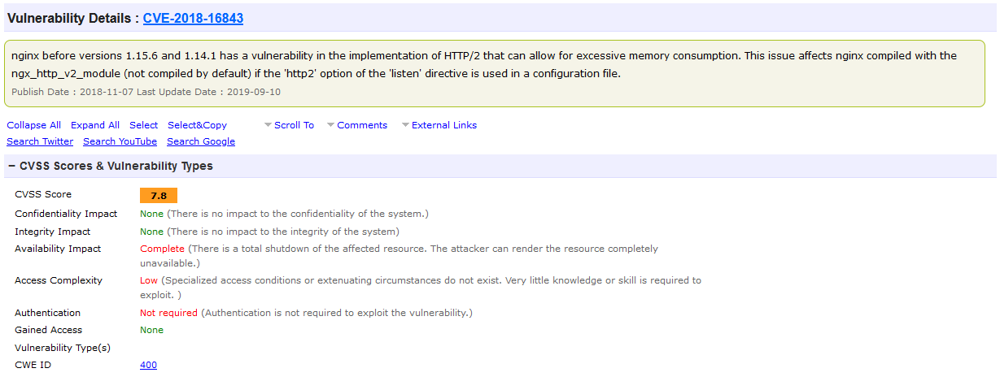 Vulnerability Details : CVE-2018-16843
nginx before versions 1.15.6 and 1.14.1 has a vulnerability in the implementation of HTTP/2 that can allow for excessive memory consumption. This issue affects nginx compiled with the
ngx_http_v2_module (not compiled by default) if the 'http2' option of the 'listen' directive is used in a configuration file.
Publish Date : 2018-11-07 Last Update Date : 2019-09-10
Collapse All Expand All Select Select&Copy Scroll To Comments External Links
Search Twitter Search YouTube Search Google
− CVSS Scores & Vulnerability Types
CVSS Score 7.8
Confidentiality Impact None (There is no impact to the confidentiality of the system.)
Integrity Impact None (There is no impact to the integrity of the system)
Availability Impact Complete (There is a total shutdown of the affected resource. The attacker can render the resource completely
unavailable.)
Access Complexity Low (Specialized access conditions or extenuating circumstances do not exist. Very little knowledge or skill is required to
exploit. )
Authentication Not required (Authentication is not required to exploit the vulnerability.)
Gained Access None
Vulnerability Type(s)
CWE ID 400